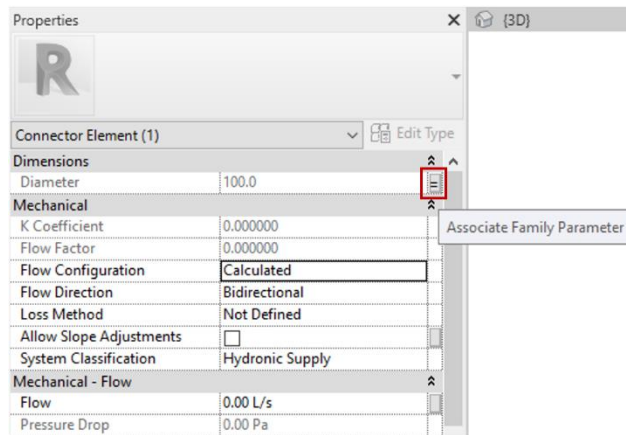 Properties
{3D}
R
Connector Element (1)
Edit Type
Dimensions
Diameter 100.0 =
Mechanical
Associate Family Parameter
K Coefficient 0.000000
Flow Factor 0.000000
Flow Configuration Calculated
Flow Direction Bidirectional
Loss Method Not Defined
Allow Slope Adjustments
System Classification Hydronic Supply
Mechanical - Flow
Flow 0.00 L/s
Pressure Drop 0.00 Pa